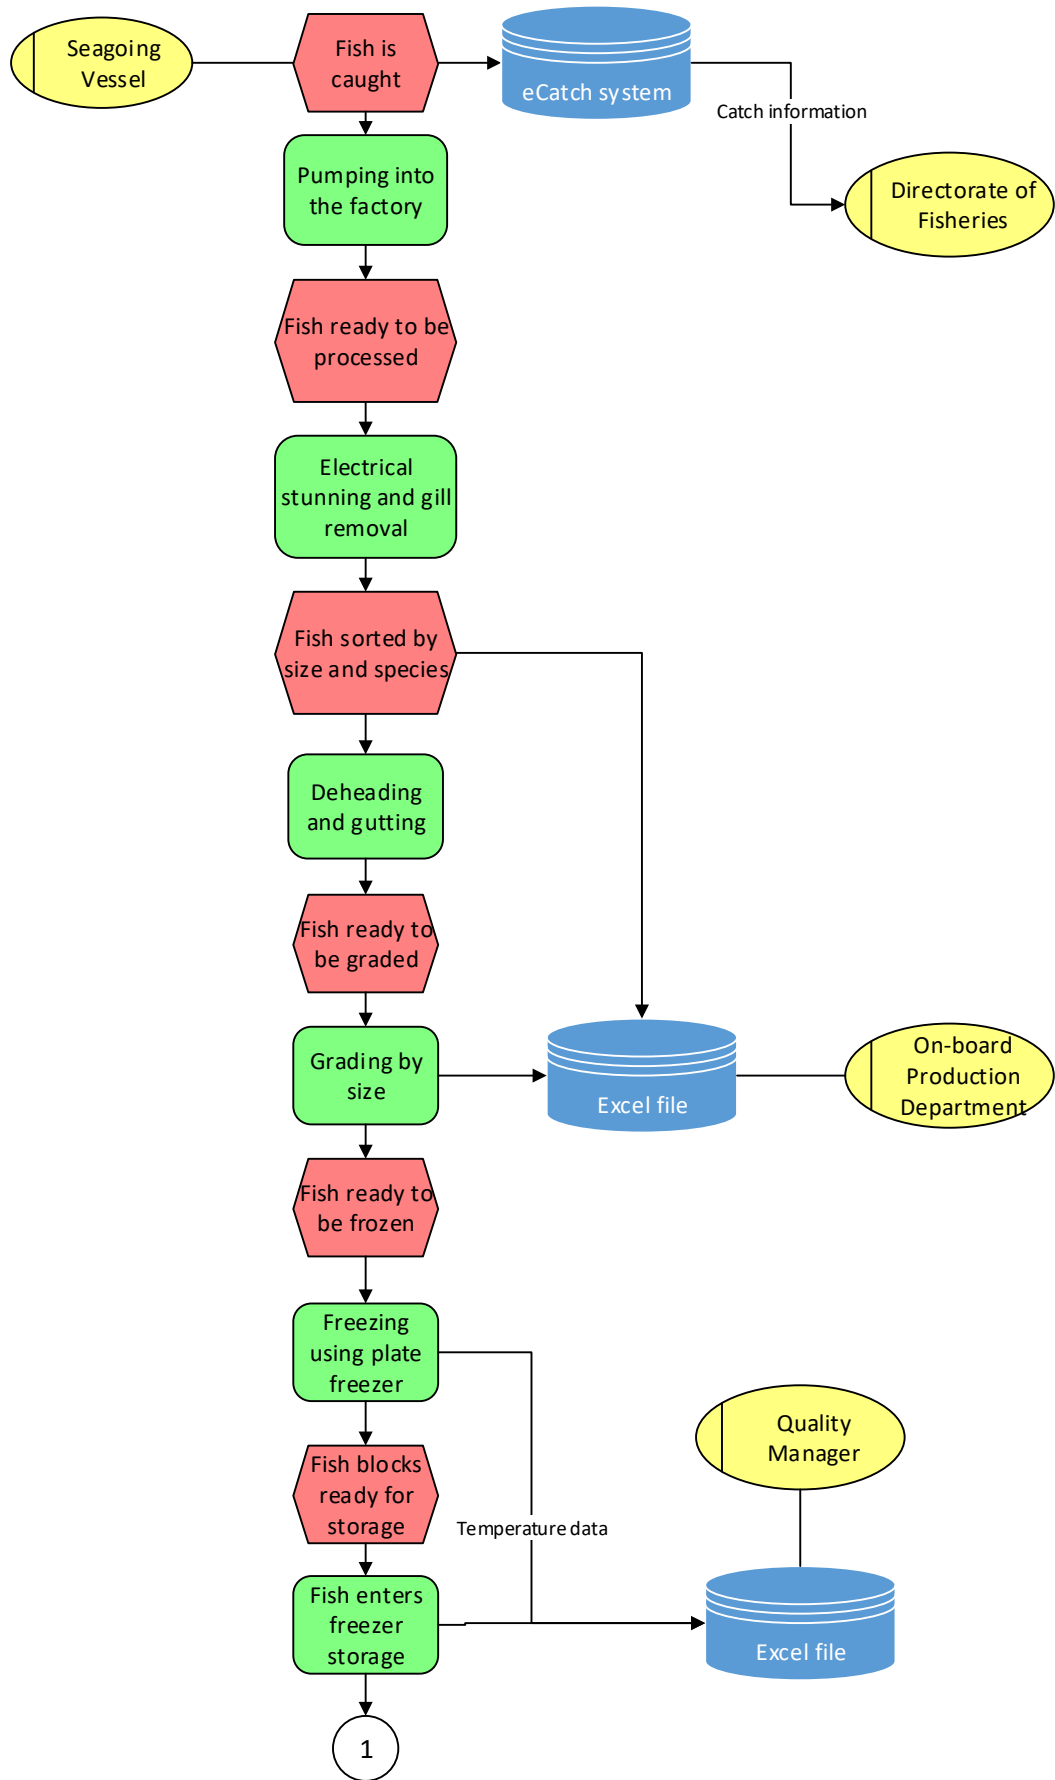 Seagoing
Vessel
Fish is
caught
eCatch system
Catch information
Directorate of
Fisheries
Pumping into
the factory
Fish ready to be
processed
Electrical
stunning and gill
removal
Fish sorted by
size and species
Deheading
and gutting
Fish ready to
be graded
Grading by
size
Excel file
On-board
Production
Department
Fish ready to
be frozen
Freezing
using plate
freezer
Quality
Manager
Fish blocks
ready for
storage
Temperature data
Fish enters
freezer
storage
Excel file
1